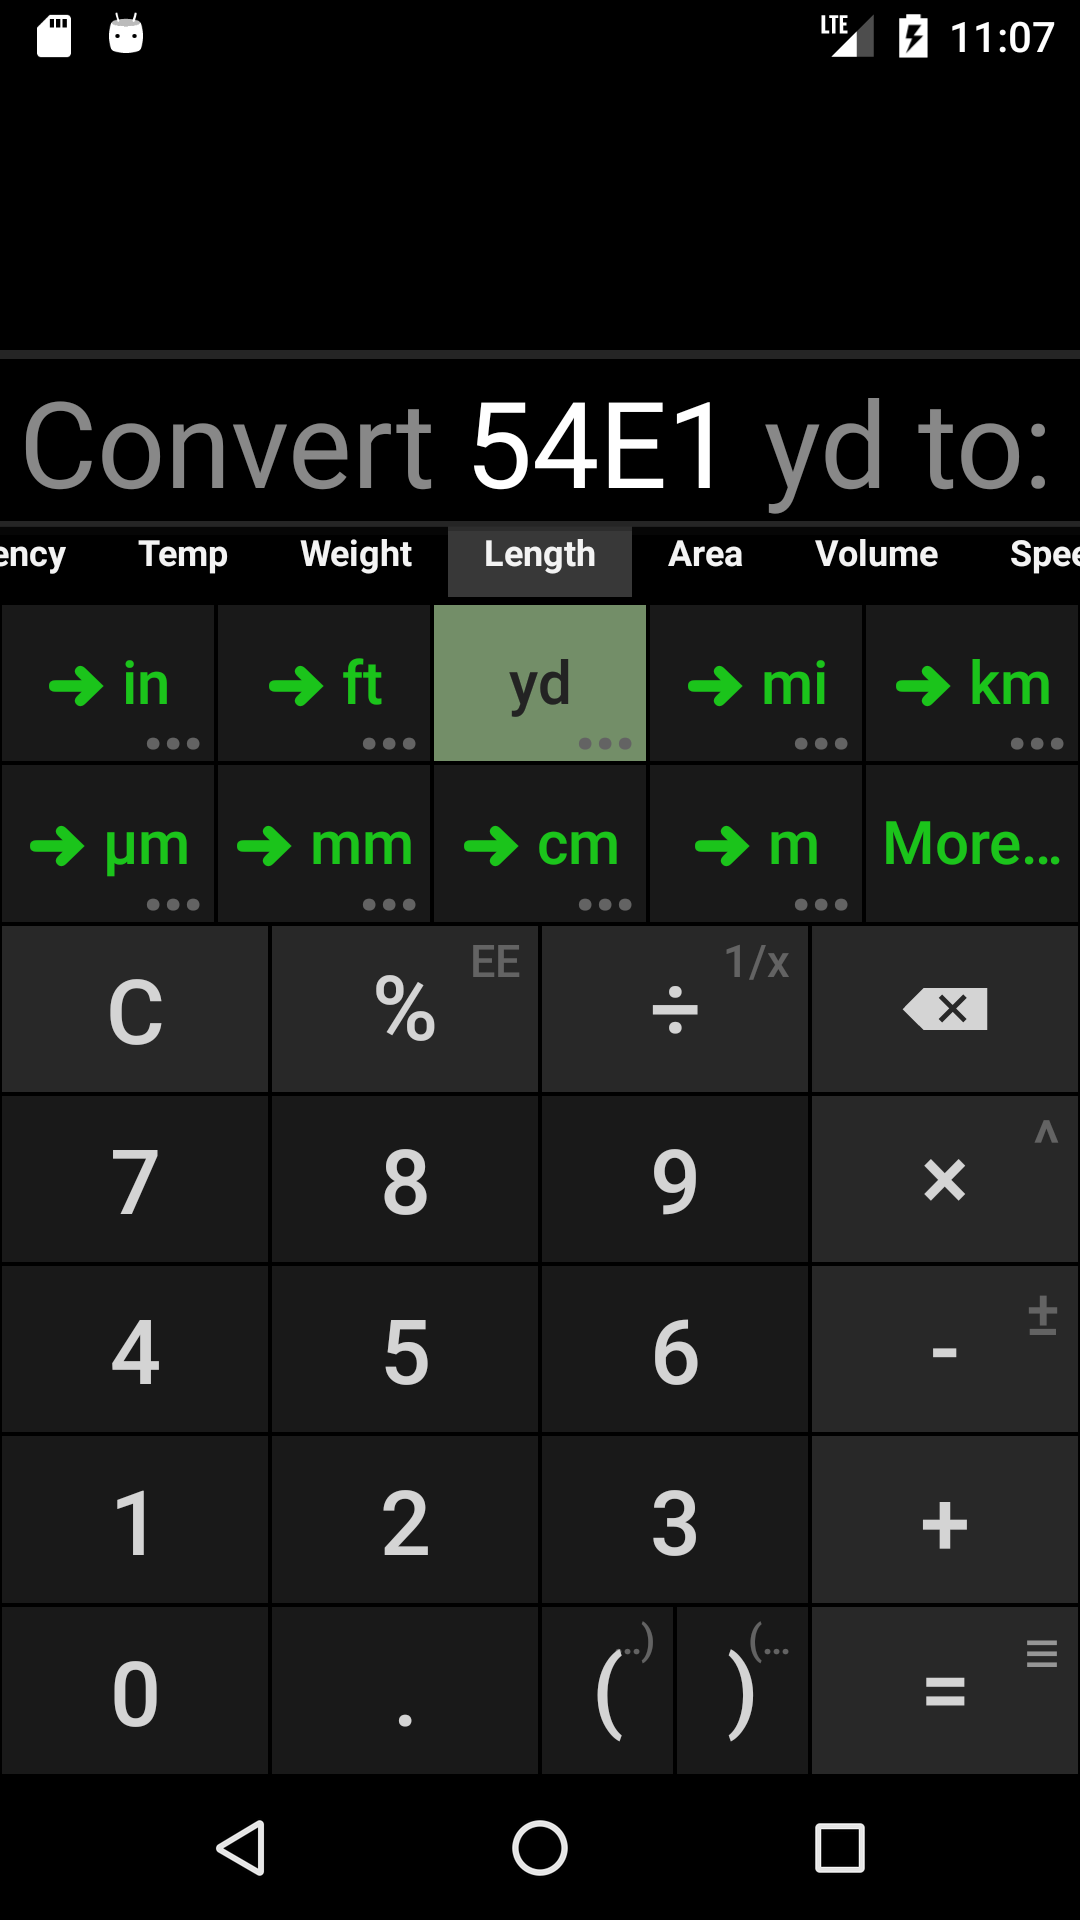 LTE 11:07
Convert 54E1 yd to:
ency Temp Weight Length Area Volume Spee
in ft yd mi km
µm mm cm m More...
C % EE ÷ 1/x
7 8 9 × ^
4 5 6 - ±
1 2 3 +
0 . ( ..) ) (... =